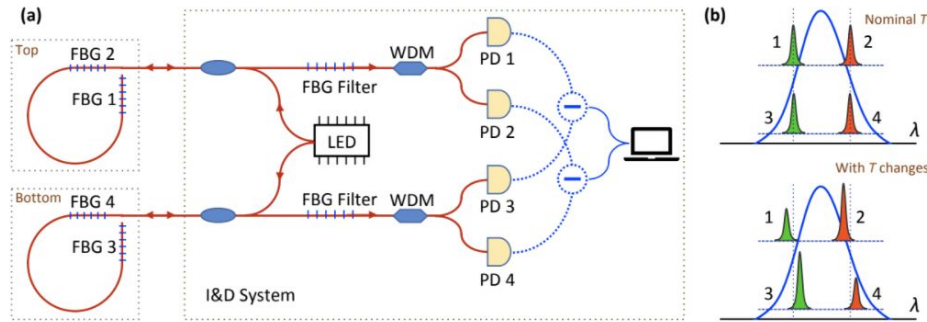 (a)
Top
FBG 2
FBG 1
FBG Filter
WDM
PD 1
PD 2
LED
Bottom
FBG 4
FBG 3
FBG Filter
WDM
PD 3
PD 4
I&D System
(b)
Nominal T
1
2
3
4
λ
With T changes
1
2
3
4
λ